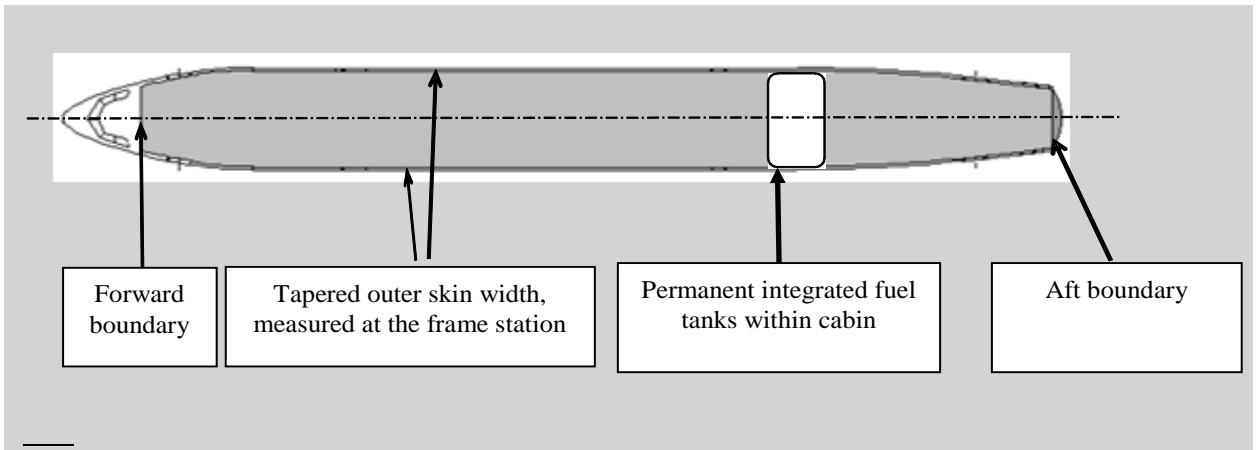 Forward
boundary
Tapered outer skin width,
measured at the frame station
Permanent integrated fuel
tanks within cabin
Aft boundary